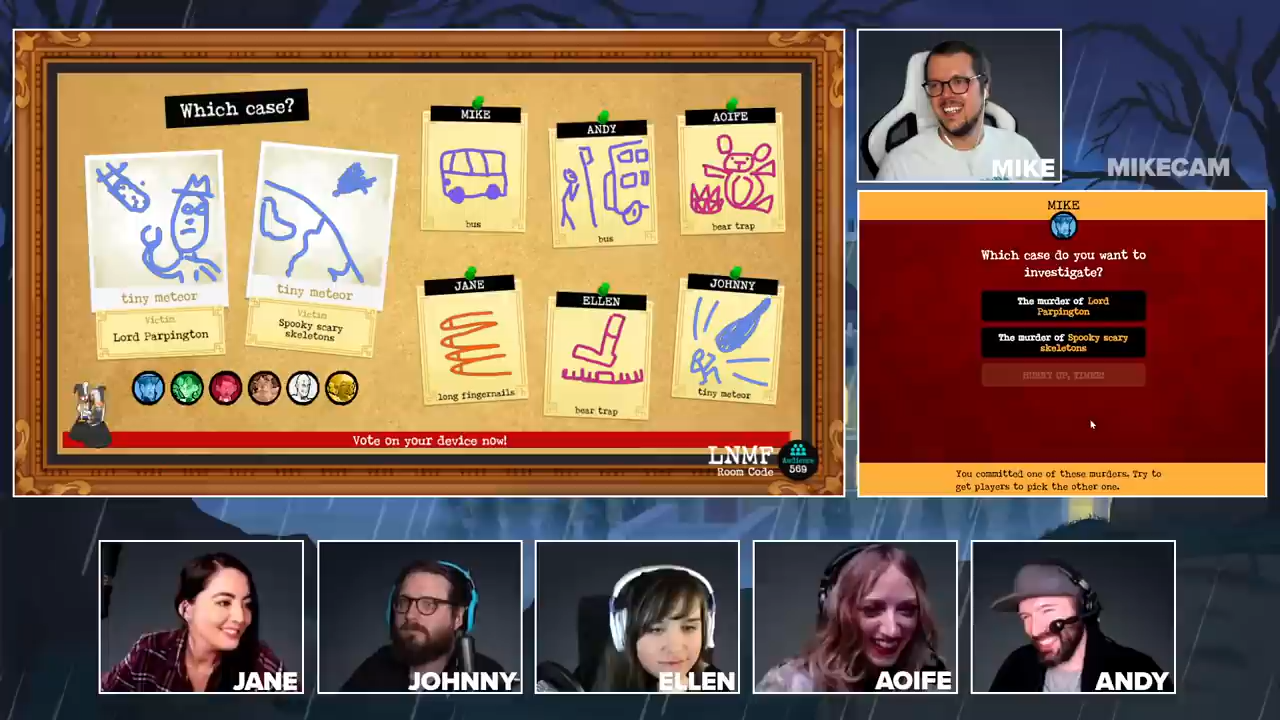 Which case?
tiny meteor
Victim
Lord Parpington
tiny meteor
Victim
Spooky scary
skeletons
MIKE
bus
ANDY
bus
AOIFE
bear trap
JANE
long fingernails
ELLEN
bear trap
JOHNNY
tiny meteor
Vote on your device now!
LNMF
Room Code
Audience
569
MIKE
MIKECAM
MIKE
Which case do you want to
investigate?
The murder of Lord
Parpington
The murder of Spooky scary
skeletons
HURRY UP, TIMER!
You committed one of these murders. Try to
get players to pick the other one.
JANE
JOHNNY
ELLEN
AOIFE
ANDY